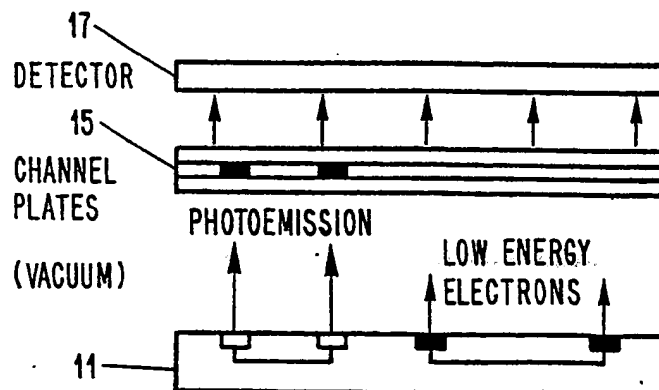 17
DETECTOR
15
CHANNEL
PLATES
PHOTOEMISSION
(VACUUM)
LOW ENERGY
ELECTRONS
11